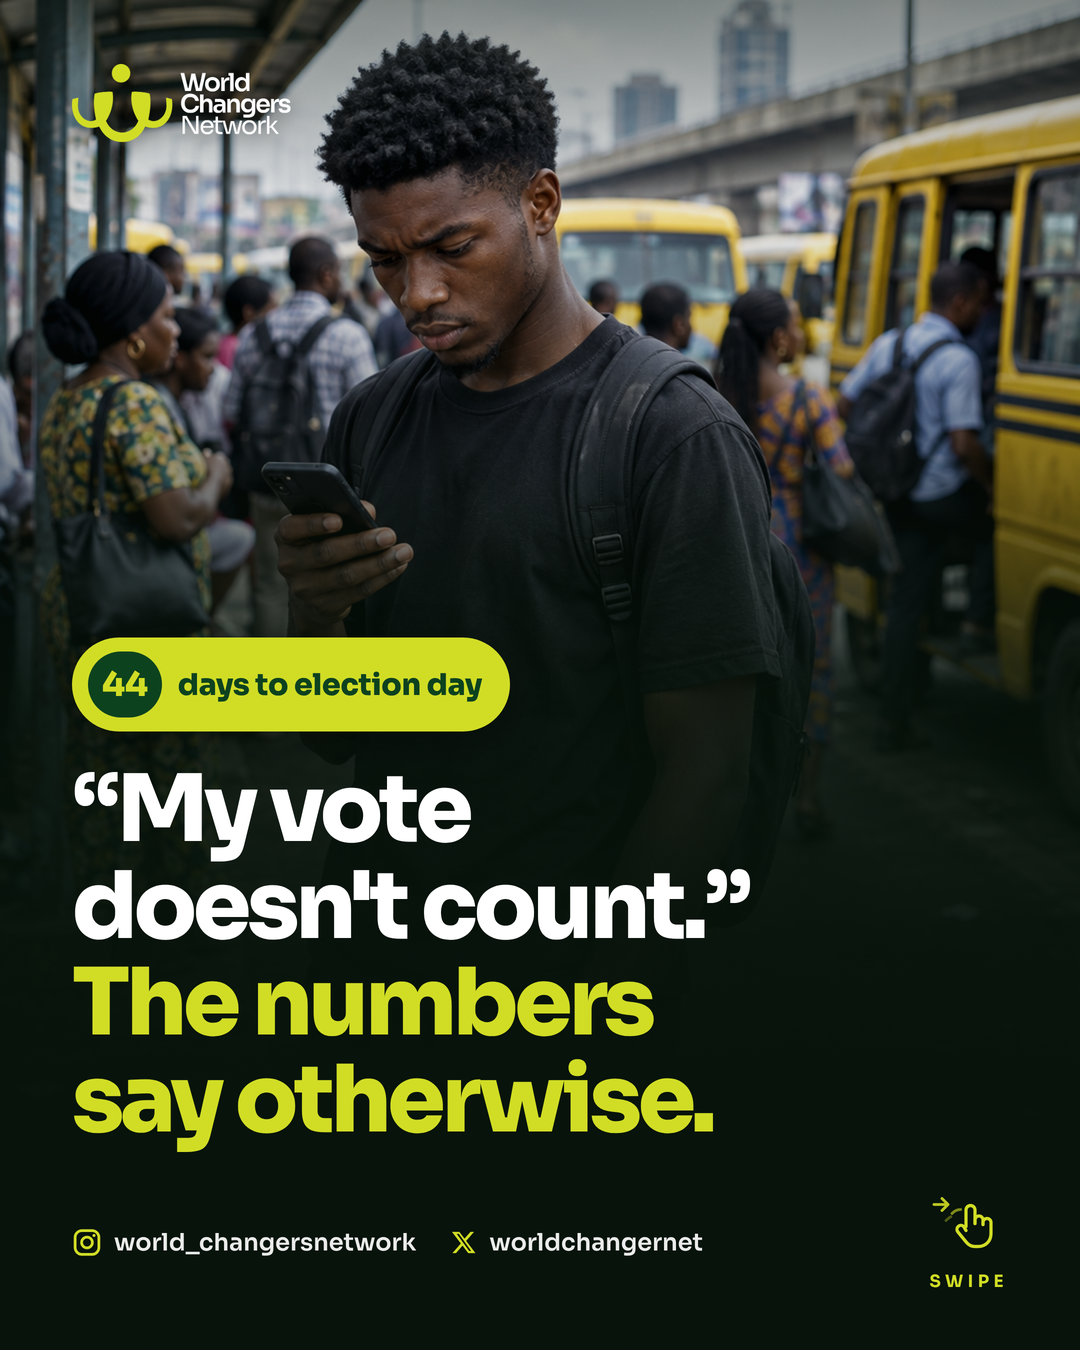 World
Changers
Network
44 days to election day
“My vote
doesn't count.”
The numbers
say otherwise.
world_changersnetwork
worldchangernet
SWIPE